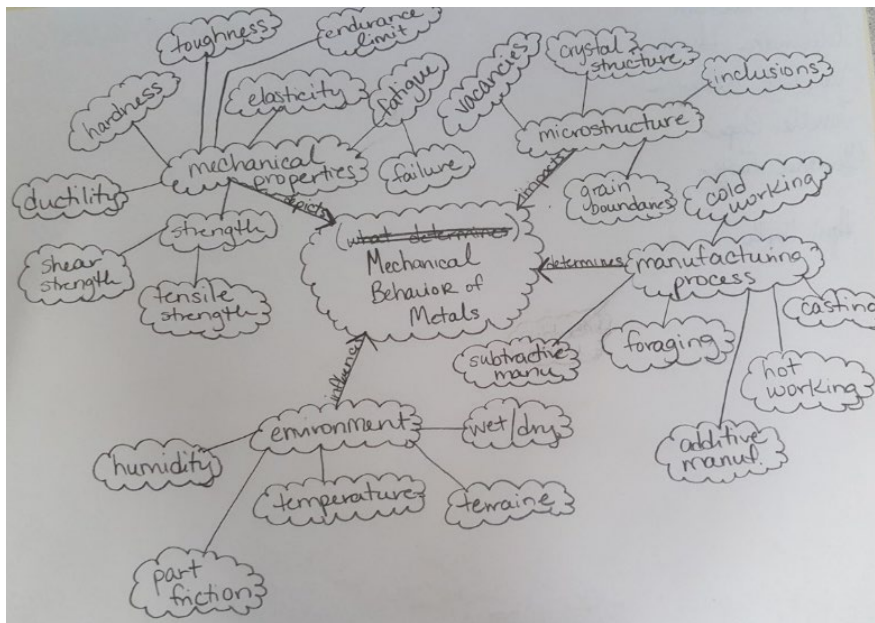 toughness
endurance
limit
hardness
elasticity
fatigue
mechanical
properties
failure
ductility
depicts
strength
shear
strength
tensile
strength
vacancies
crystal
structure
inclusions
microstructure
impacts
grain
boundaries
cold
working
(what determines)
Mechanical
Behavior of
Metals
determines
manufacturing
process
casting
subtractive
manu.
foraging
hot
working
additive
manuf.
influence
environment
wet/dry
humidity
temperature
terraine
part
friction